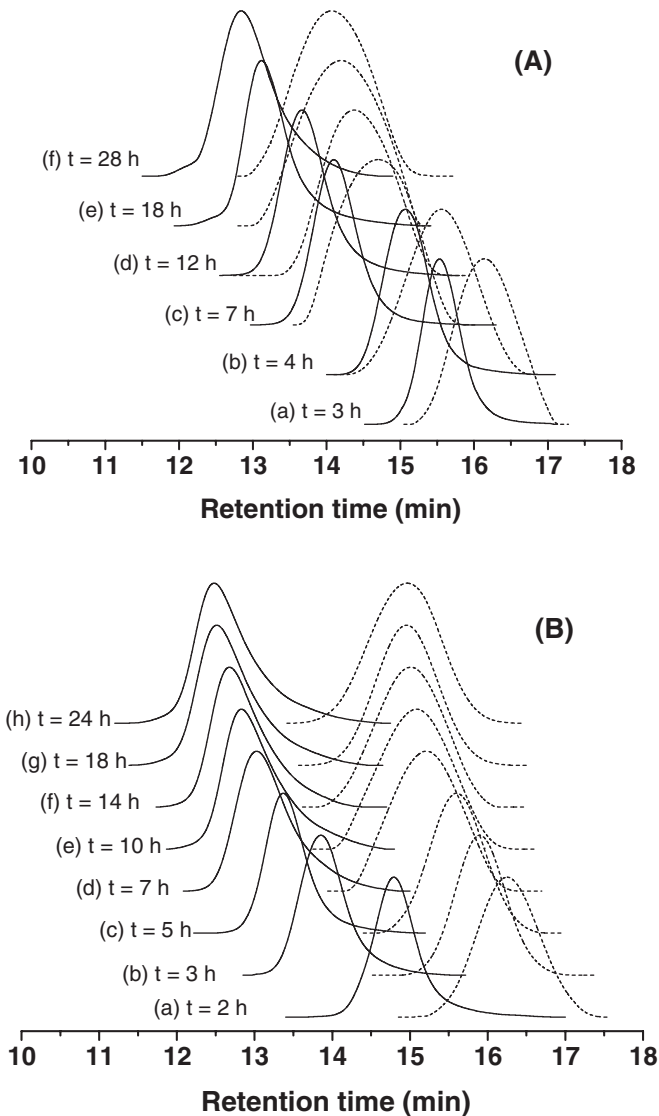 (A)
(f) t = 28 h
(e) t = 18 h
(d) t = 12 h
(c) t = 7 h
(b) t = 4 h
(a) t = 3 h
10 11 12 13 14 15 16 17 18
Retention time (min)
(B)
(h) t = 24 h
(g) t = 18 h
(f) t = 14 h
(e) t = 10 h
(d) t = 7 h
(c) t = 5 h
(b) t = 3 h
(a) t = 2 h
10 11 12 13 14 15 16 17 18
Retention time (min)